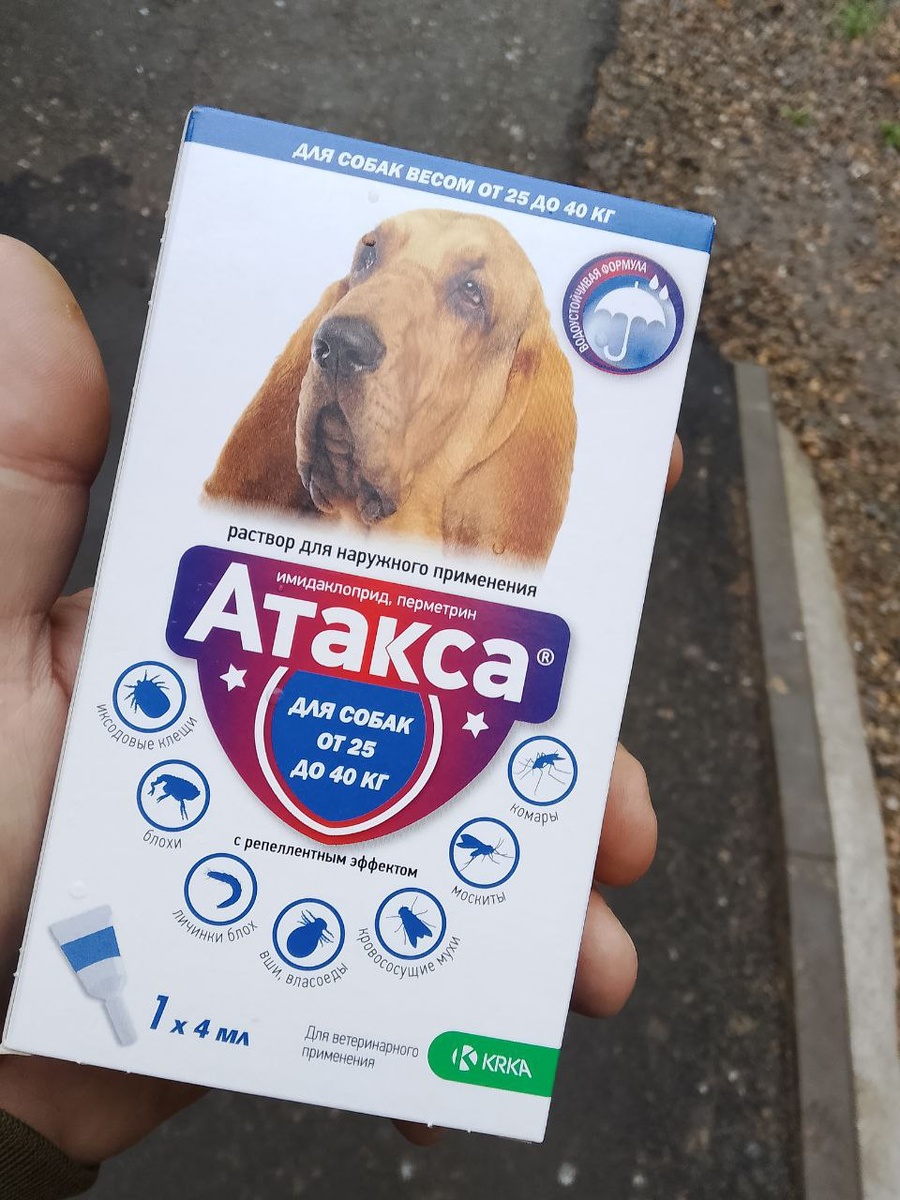 ДЛЯ СОБАК ВЕСОМ ОТ 25 ДО 40 КГ
ВОДОУСТОЙЧИВАЯ ФОРМУЛА
раствор для наружного применения
имидаклоприд, перметрин
Атакса®
ДЛЯ СОБАК
ОТ 25
ДО 40 КГ
с репеллентным эффектом
иксодовые клещи
блохи
личинки блох
вши, власоеды
кровососущие мухи
москиты
комары
1 x 4 мл
Для ветеринарного
применения
KRKA